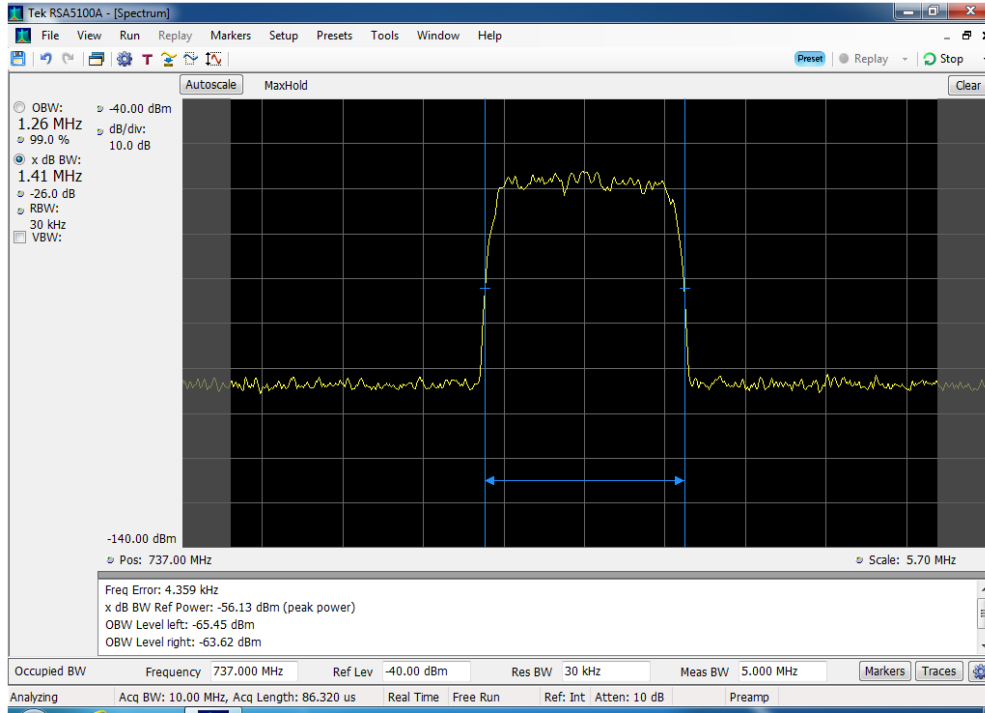 Tek RSA5100A - [Spectrum]
File View Run Replay Markers Setup Presets Tools Window Help
T Preset Replay Stop
Autoscale MaxHold Clear
OBW:
1.26 MHz
99.0 %
x dB BW:
1.41 MHz
-26.0 dB
RBW:
30 kHz
VBW:
-40.00 dBm
dB/div:
10.0 dB
-140.00 dBm
Pos: 737.00 MHz Scale: 5.70 MHz
Freq Error: 4.359 kHz
x dB BW Ref Power: -56.13 dBm (peak power)
OBW Level left: -65.45 dBm
OBW Level right: -63.62 dBm
Occupied BW Frequency 737.000 MHz Ref Lev -40.00 dBm Res BW 30 kHz Meas BW 5.000 MHz Markers Traces
Analyzing Acq BW: 10.00 MHz, Acq Length: 86.320 us Real Time Free Run Ref: Int Atten: 10 dB Preamp